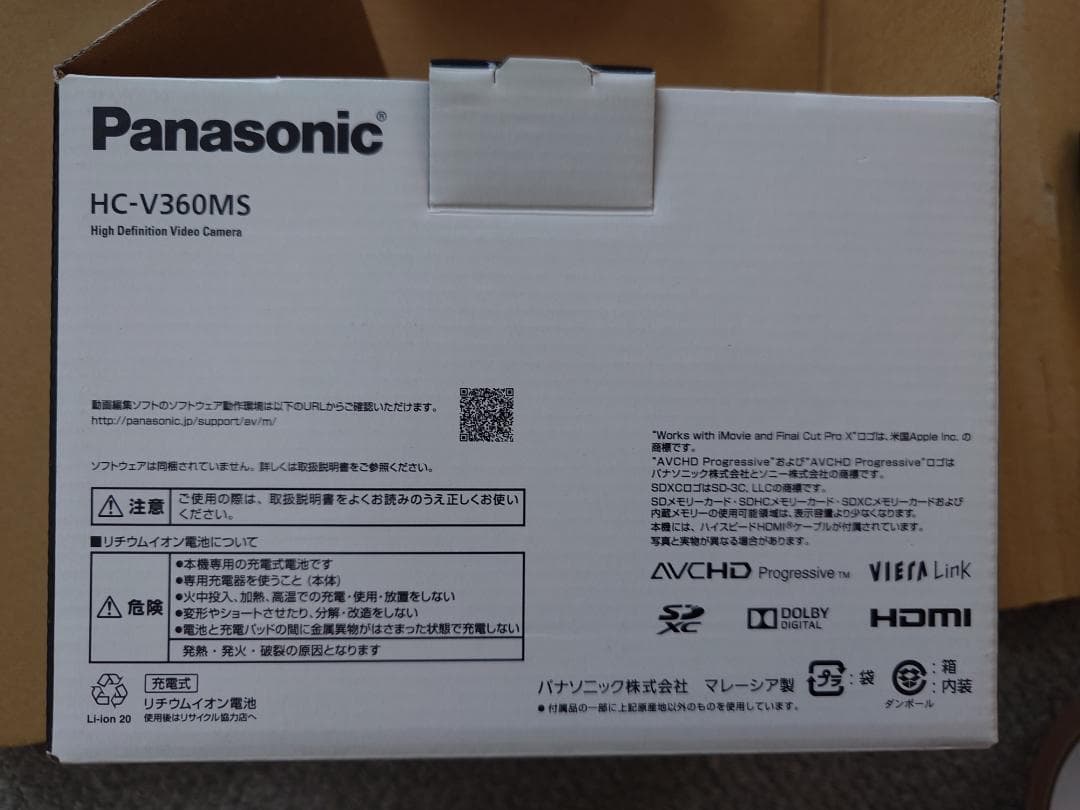 Panasonic®
HC-V360MS
High Definition Video Camera
動画編集ソフトのソフトウェア動作環境は以下のURLからご確認いただけます。
http://panasonic.jp/support/av/m/
ソフトウェアは同梱されていません。詳しくは取扱説明書をご参照ください。
注意
ご使用の際は、取扱説明書をよくお読みのうえ正しくお使い
ください。
■リチウムイオン電池について
危険
●本機専用の充電式電池です
●専用充電器を使うこと (本体)
●火中投入、加熱、高温での充電・使用・放置をしない
●変形やショートさせたり、分解・改造をしない
●電池と充電パッドの間に金属異物がはさまった状態で充電しない
発熱・発火・破裂の原因となります
充電式
リチウムイオン電池
使用後はリサイクル協力店へ
Li-ion 20
"Works with iMovie and Final Cut Pro X"ロゴは、米国Apple Inc. の
商標です。
"AVCHD Progressive"および"AVCHD Progressive"ロゴは
パナソニック株式会社とソニー株式会社の商標です。
SDXCロゴはSD-3C, LLCの商標です。
SDメモリーカード・SDHCメモリーカード・SDXCメモリーカードおよび
内蔵メモリーの使用可能領域は、表示容量より少なくなります。
本機には、ハイスピードHDMI®ケーブルが付属されています。
写真と実物が異なる場合があります。
AVCHD Progressive™ VIERA Link
SD XC DOLBY DIGITAL HDMI
パナソニック株式会社 マレーシア製
●付属品の一部に上記原産地以外のものを使用しています。
プラ : 袋
: 箱
: 内装
ダンボール